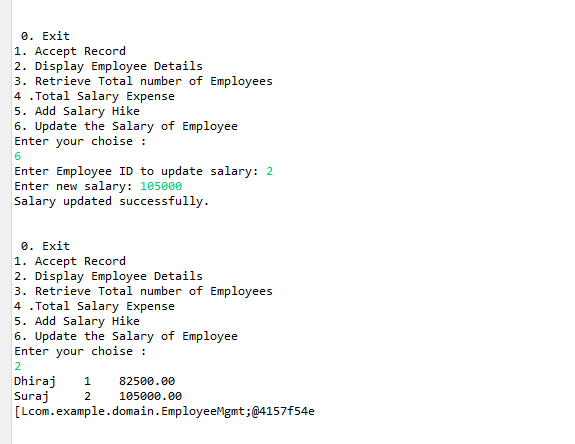 0. Exit
1. Accept Record
2. Display Employee Details
3. Retrieve Total number of Employees
4 .Total Salary Expense
5. Add Salary Hike
6. Update the Salary of Employee
Enter your choise :
6
Enter Employee ID to update salary: 2
Enter new salary: 105000
Salary updated successfully.
0. Exit
1. Accept Record
2. Display Employee Details
3. Retrieve Total number of Employees
4 .Total Salary Expense
5. Add Salary Hike
6. Update the Salary of Employee
Enter your choise :
2
Dhiraj    1    82500.00
Suraj     2    105000.00
[Lcom.example.domain.EmployeeMgmt;@4157f54e